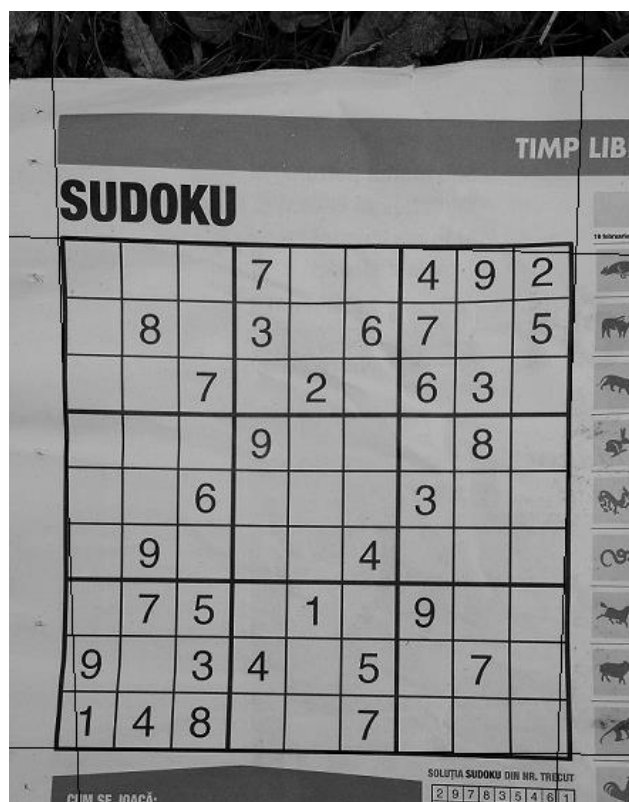 TIMP LIB
SUDOKU
7 4 9 2
8 3 6 7 5
7 2 6 3
9 8
6 3
9 4
7 5 1 9
9 3 4 5 7
1 4 8 7
SOLUȚIA SUDOKU DIN NR. TRECUT
2 9 7 8 3 5 4 6 1
CUM SE JOACĂ: